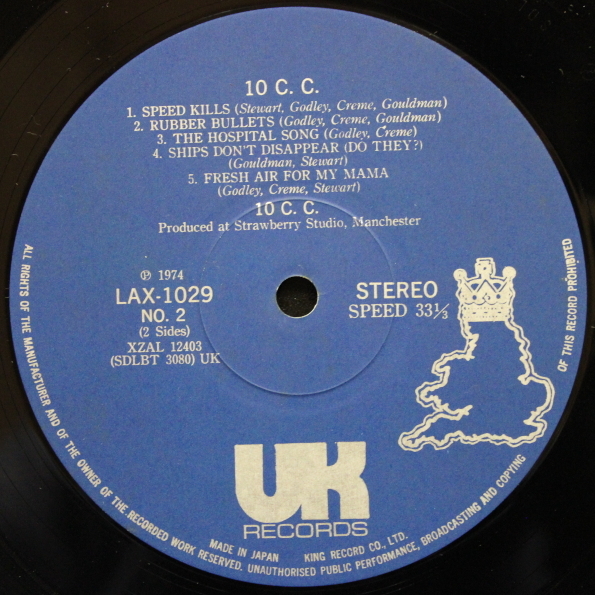 10 C. C.
1. SPEED KILLS (Stewart, Godley, Creme, Gouldman)
2. RUBBER BULLETS (Godley, Creme, Gouldman)
3. THE HOSPITAL SONG (Godley, Creme)
4. SHIPS DON'T DISAPPEAR (DO THEY?)
(Gouldman, Stewart)
5. FRESH AIR FOR MY MAMA
(Godley, Creme, Stewart)
10 C. C.
Produced at Strawberry Studio, Manchester
℗ 1974
LAX-1029
NO. 2
(2 Sides)
XZAL 12403
(SDLBT 3080) UK
STEREO
SPEED 33⅓
UK
RECORDS
MADE IN JAPAN KING RECORD CO., LTD.
ALL RIGHTS OF THE MANUFACTURER AND OF THE OWNER OF THE RECORDED WORK RESERVED. UNAUTHORISED PUBLIC PERFORMANCE, BROADCASTING AND COPYING OF THIS RECORD PROHIBITED